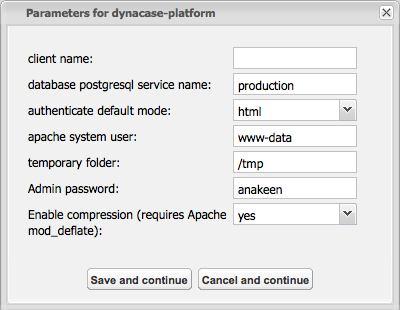 Parameters for dynacase-platform
client name:
database postgresql service name: production
authenticate default mode: html
apache system user: www-data
temporary folder: /tmp
Admin password: anakeen
Enable compression (requires Apache yes
mod_deflate):
Save and continue Cancel and continue